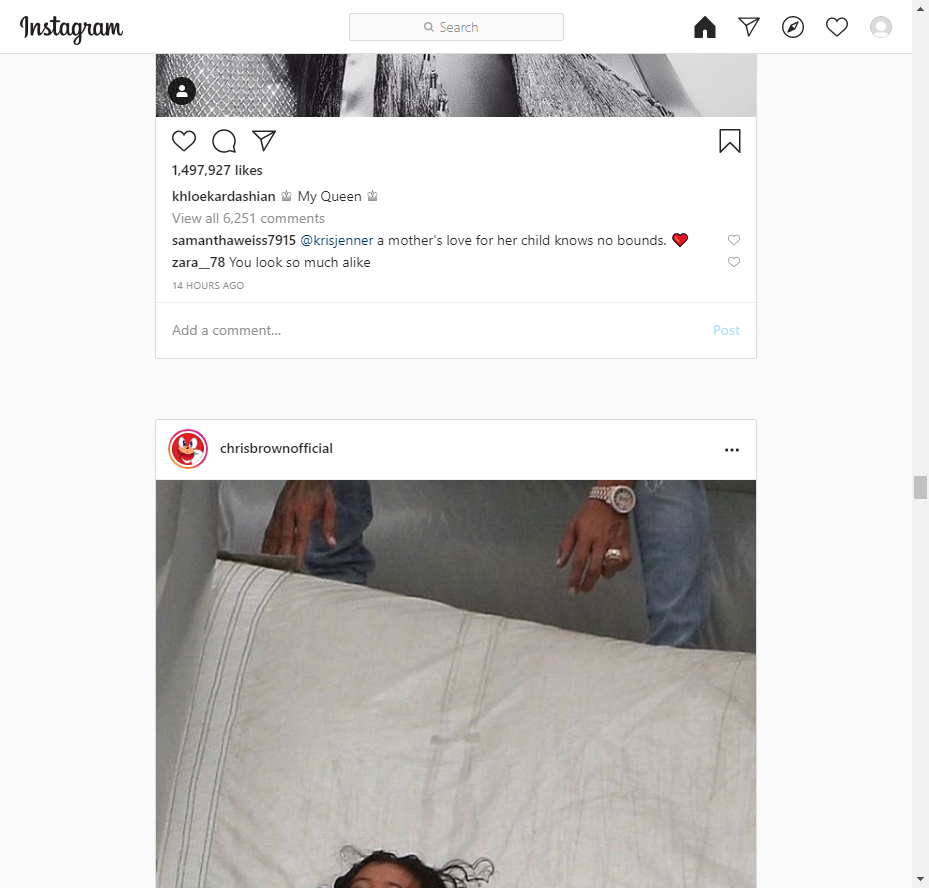 Instagram
Search
1,497,927 likes
khloekardashian ♕ My Queen ♕
View all 6,251 comments
samanthaweiss7915 @krisjenner a mother's love for her child knows no bounds. ❤️
zara__78 You look so much alike
14 HOURS AGO
Add a comment... Post
chrisbrownofficial